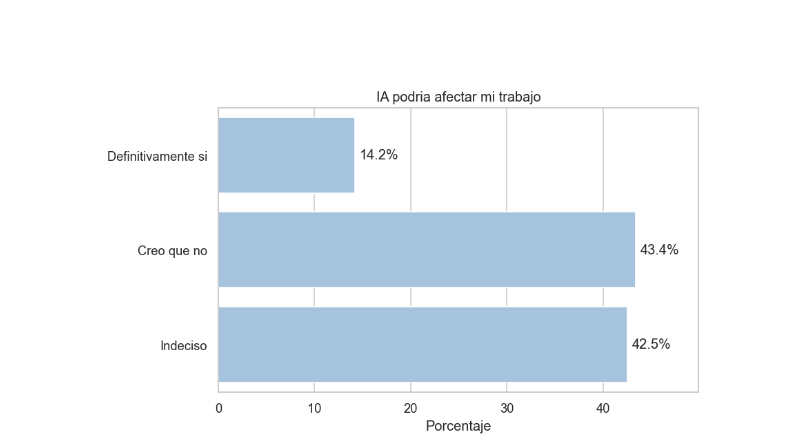 IA podria afectar mi trabajo
Definitivamente si
14.2%
Creo que no
43.4%
Indeciso
42.5%
0 10 20 30 40
Porcentaje